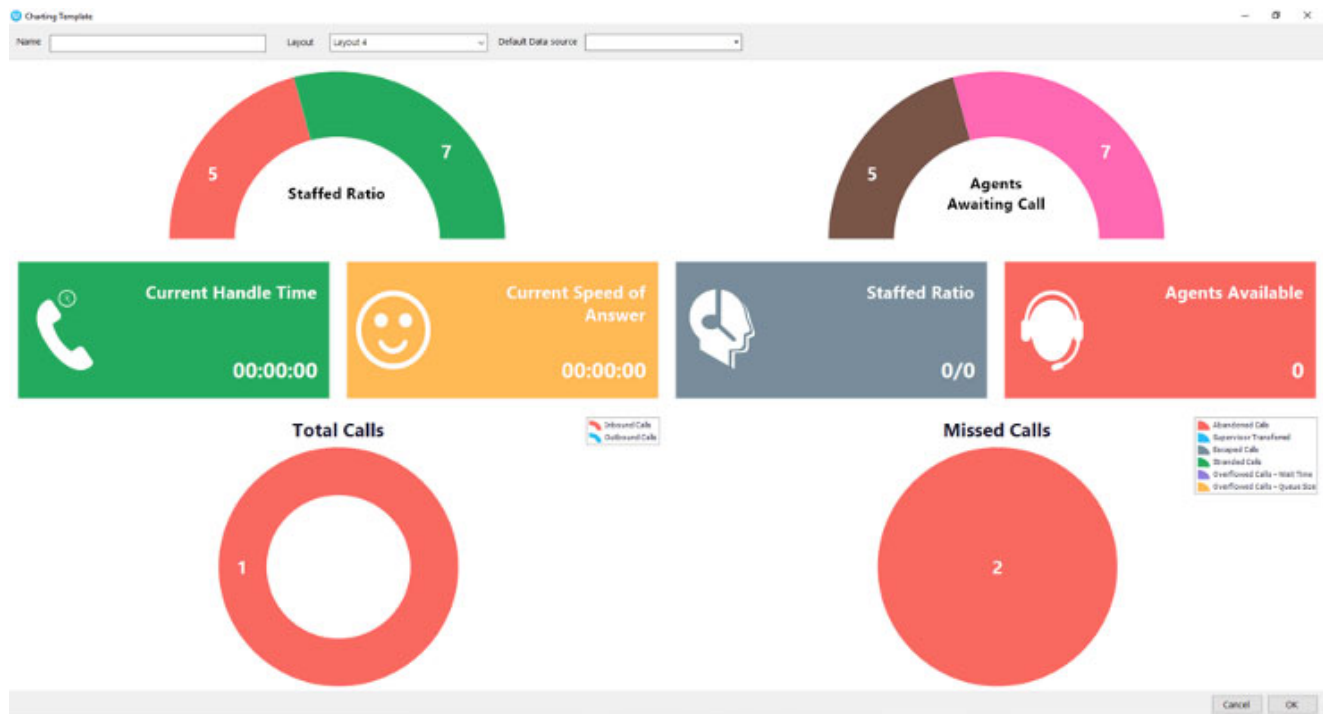 Charting Template
Name
Layout
Layout 4
Default Data source
5
7
Staffed Ratio
5
7
Agents
Awaiting Call
Current Handle Time
00:00:00
Current Speed of
Answer
00:00:00
Staffed Ratio
0/0
Agents Available
0
Total Calls
Inbound Calls
Outbound Calls
1
Missed Calls
Abandoned Calls
Supervisor Transferred
Escaped Calls
Stranded Calls
Overflowed Calls - Wait Time
Overflowed Calls - Queue Size
2
Cancel
OK